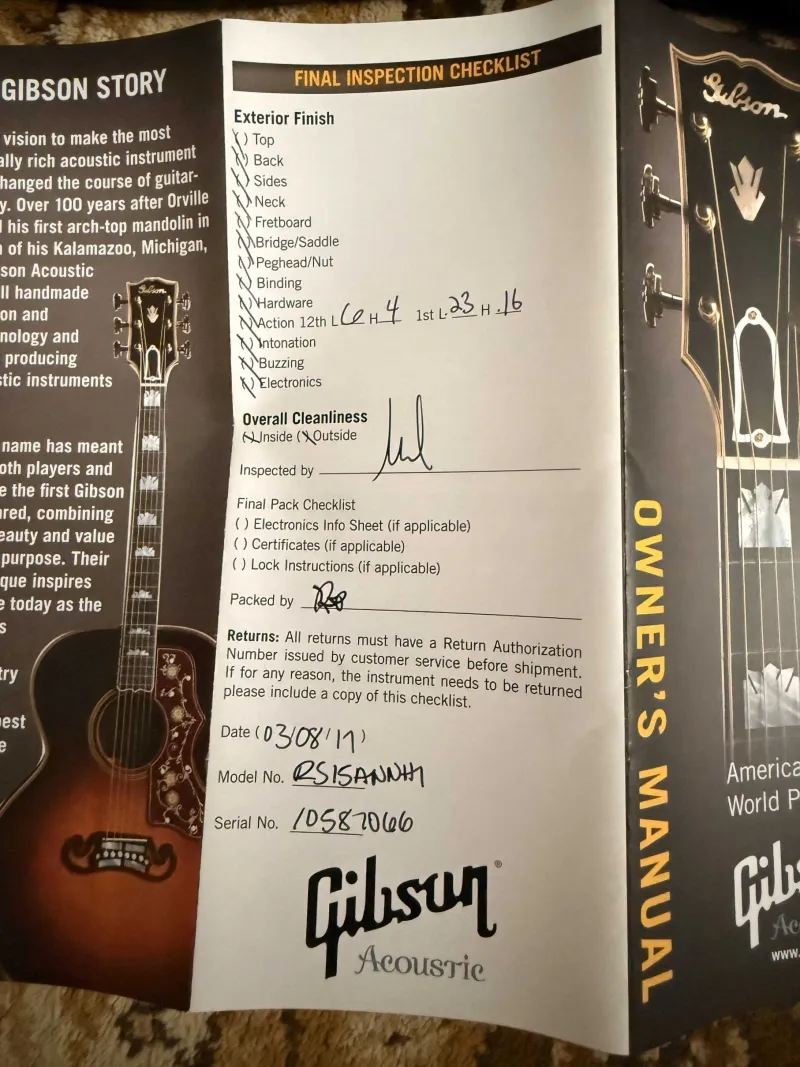 GIBSON STORY
vision to make the most
ally rich acoustic instrument
hanged the course of guitar-
y. Over 100 years after Orville
his first arch-top mandolin in
of his Kalamazoo, Michigan,
son Acoustic
ll handmade
on and
nology and
producing
stic instruments
name has meant
oth players and
e the first Gibson
ared, combining
eauty and value
purpose. Their
que inspires
e today as the
s
try
est
e
Gibson
FINAL INSPECTION CHECKLIST
Exterior Finish
(\) Top
(\) Back
(\) Sides
(\) Neck
(\) Fretboard
(\) Bridge/Saddle
(\) Peghead/Nut
(\) Binding
(\) Hardware
(\) Action 12th L 6 H 4 1st L .23 H .16
(\) Intonation
(\) Buzzing
(\) Electronics
Overall Cleanliness
(\) Inside (\) Outside
Inspected by
Final Pack Checklist
( ) Electronics Info Sheet (if applicable)
( ) Certificates (if applicable)
( ) Lock Instructions (if applicable)
Packed by
Returns: All returns must have a Return Authorization
Number issued by customer service before shipment.
If for any reason, the instrument needs to be returned
please include a copy of this checklist.
Date (03/08/17)
Model No. RS15ANNH1
Serial No. 10587066
Gibson®
Acoustic
Gibson
OWNER'S MANUAL
America
World P
Gibs
Ac
www.